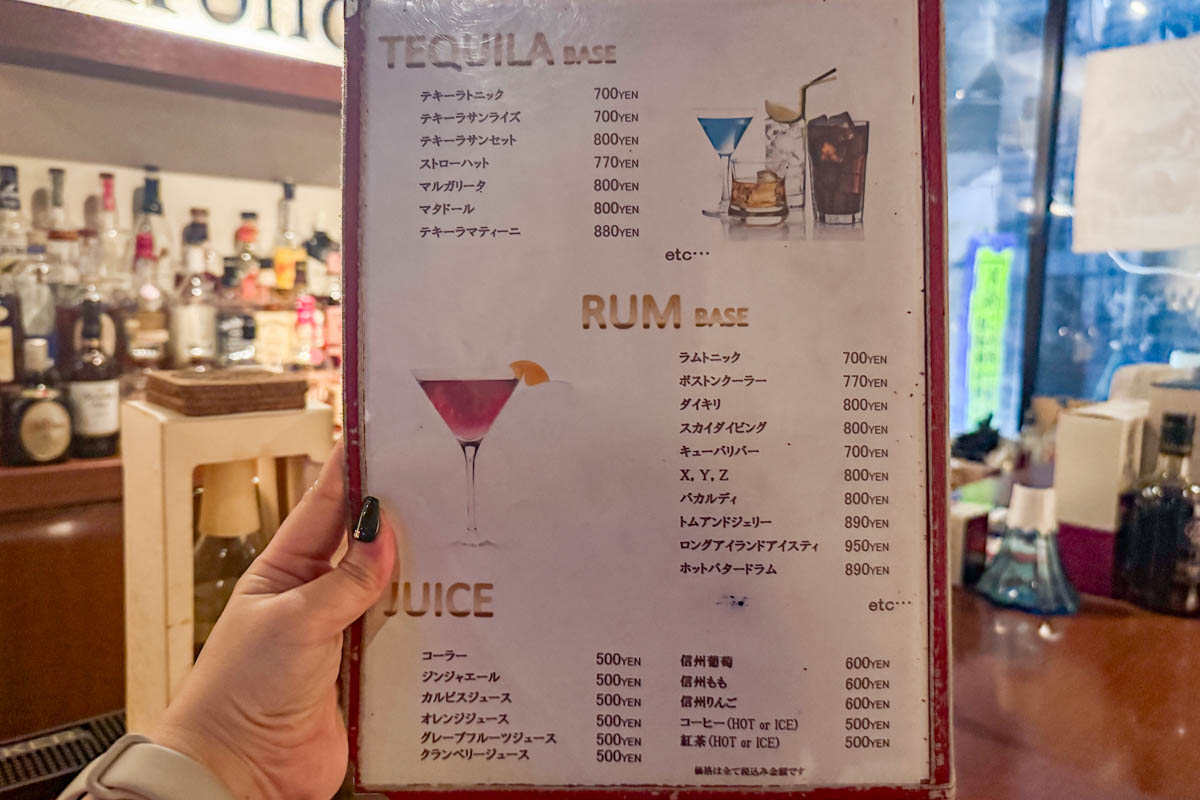 TEQUILA BASE
テキーラトニック 700YEN
テキーラサンライズ 700YEN
テキーラサンセット 800YEN
ストローハット 770YEN
マルガリータ 800YEN
マタドール 800YEN
テキーラマティーニ 880YEN
etc…
RUM BASE
ラムトニック 700YEN
ボストンクーラー 770YEN
ダイキリ 800YEN
スカイダイビング 800YEN
キューバリバー 700YEN
X, Y, Z 800YEN
バカルディ 800YEN
トムアンドジェリー 890YEN
ロングアイランドアイスティ 950YEN
ホットバタードラム 890YEN
etc…
JUICE
コーラー 500YEN
ジンジャエール 500YEN
カルピスジュース 500YEN
オレンジジュース 500YEN
グレープフルーツジュース 500YEN
クランベリージュース 500YEN
信州葡萄 600YEN
信州もも 600YEN
信州りんご 600YEN
コーヒー(HOT or ICE) 500YEN
紅茶(HOT or ICE) 500YEN
価格は全て税込み金額です